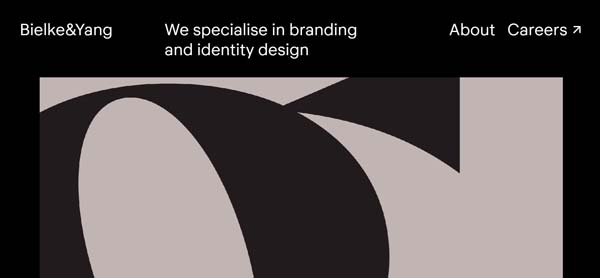 Bielke&Yang
We specialise in branding
and identity design
About
Careers ↗